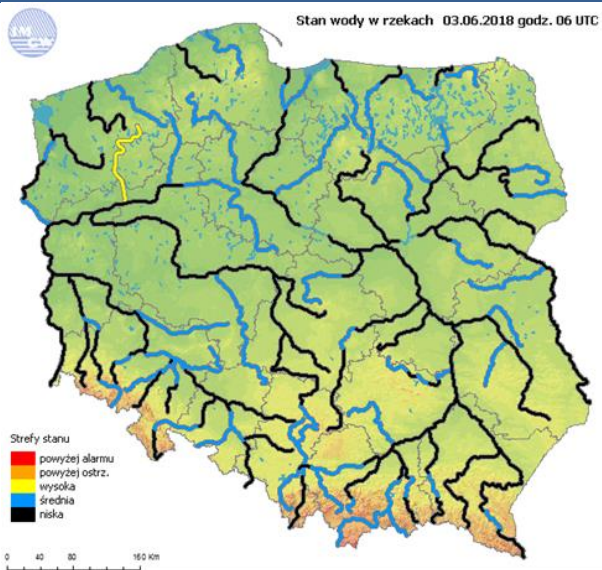 Stan wody w rzekach 03.06.2018 godz. 06 UTC
Strefy stanu
powyżej alarmu
powyżej ostrz.
wysoka
średnia
niska
0 40 80 160 Km